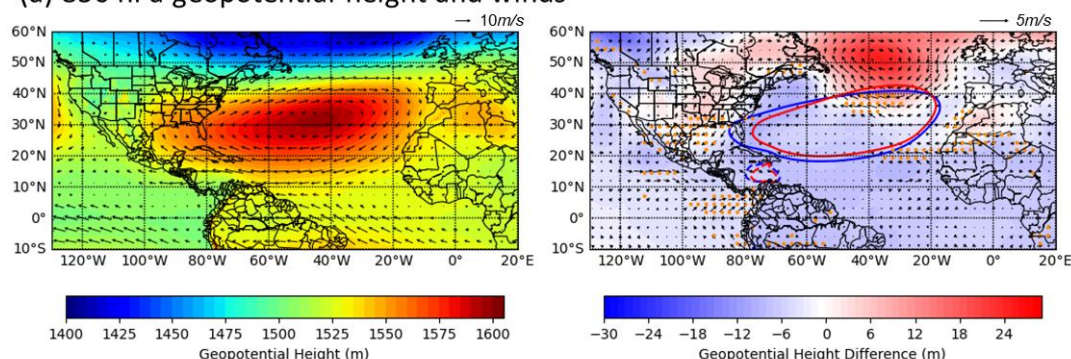 (a) 850 hPa geopotential height and winds
10m/s
5m/s
60°N
50°N
40°N
30°N
20°N
10°N
0°
10°S
120°W 100°W 80°W 60°W 40°W 20°W 0° 20°E
60°N
50°N
40°N
30°N
20°N
10°N
0°
10°S
120°W 100°W 80°W 60°W 40°W 20°W 0° 20°E
1400 1425 1450 1475 1500 1525 1550 1575 1600
Geopotential Height (m)
−30 −24 −18 −12 −6 0 6 12 18 24
Geopotential Height Difference (m)